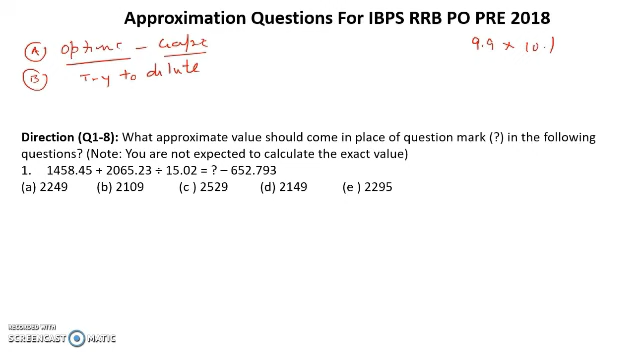 Approximation Questions For IBPS RRB PO PRE 2018
(A) options - Gaps
9.9 x 10.1
(B) Try to dilute
Direction (Q1-8): What approximate value should come in place of question mark (?) in the following
questions? (Note: You are not expected to calculate the exact value)
1. 1458.45 + 2065.23 ÷ 15.02 = ? – 652.793
(a) 2249 (b) 2109 (c ) 2529 (d) 2149 (e ) 2295
RECORDED WITH
SCREENCAST MATIC